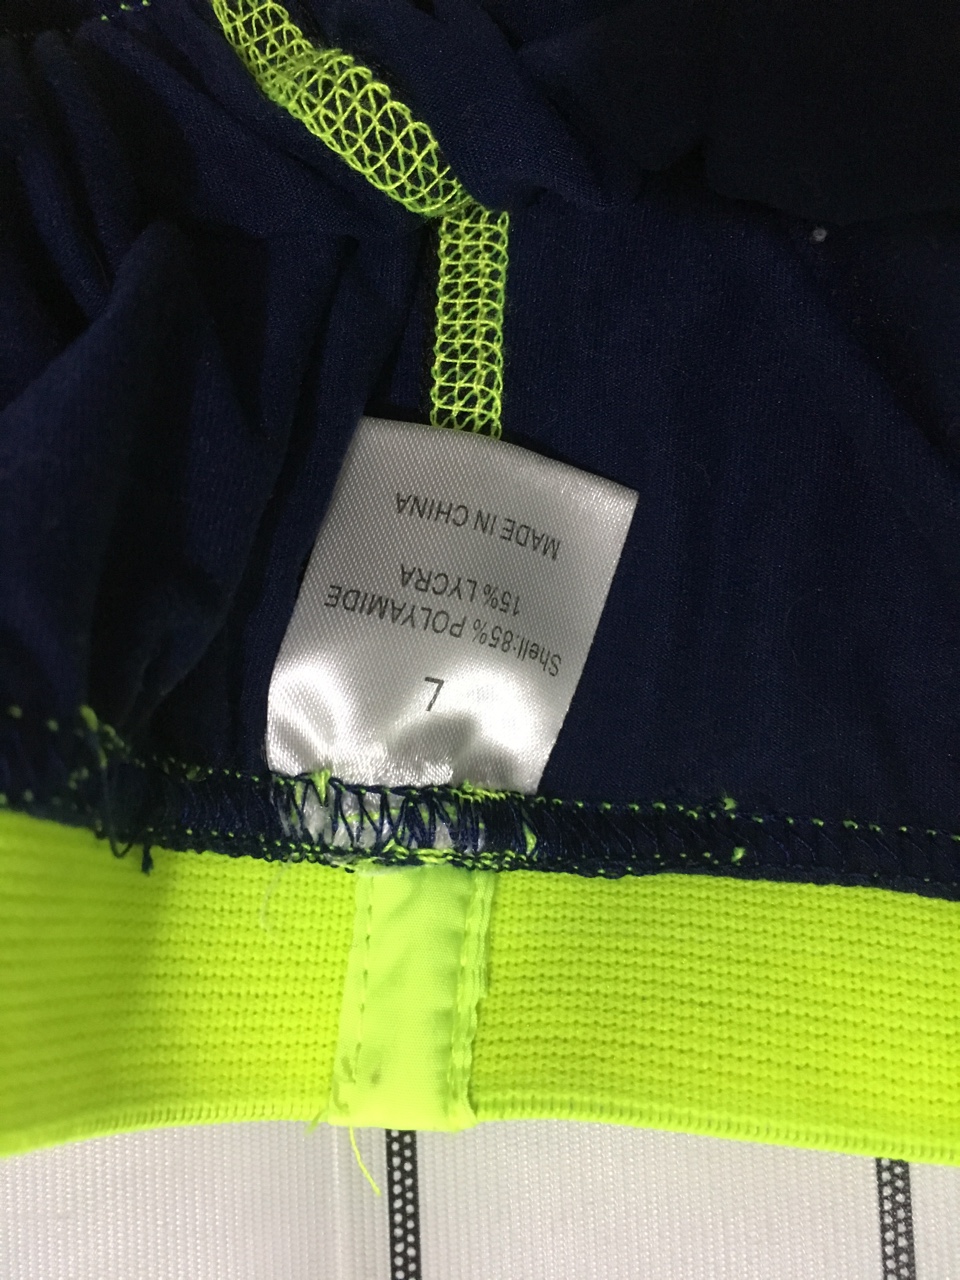 L
Shell:85% POLYAMIDE
15% LYCRA
MADE IN CHINA